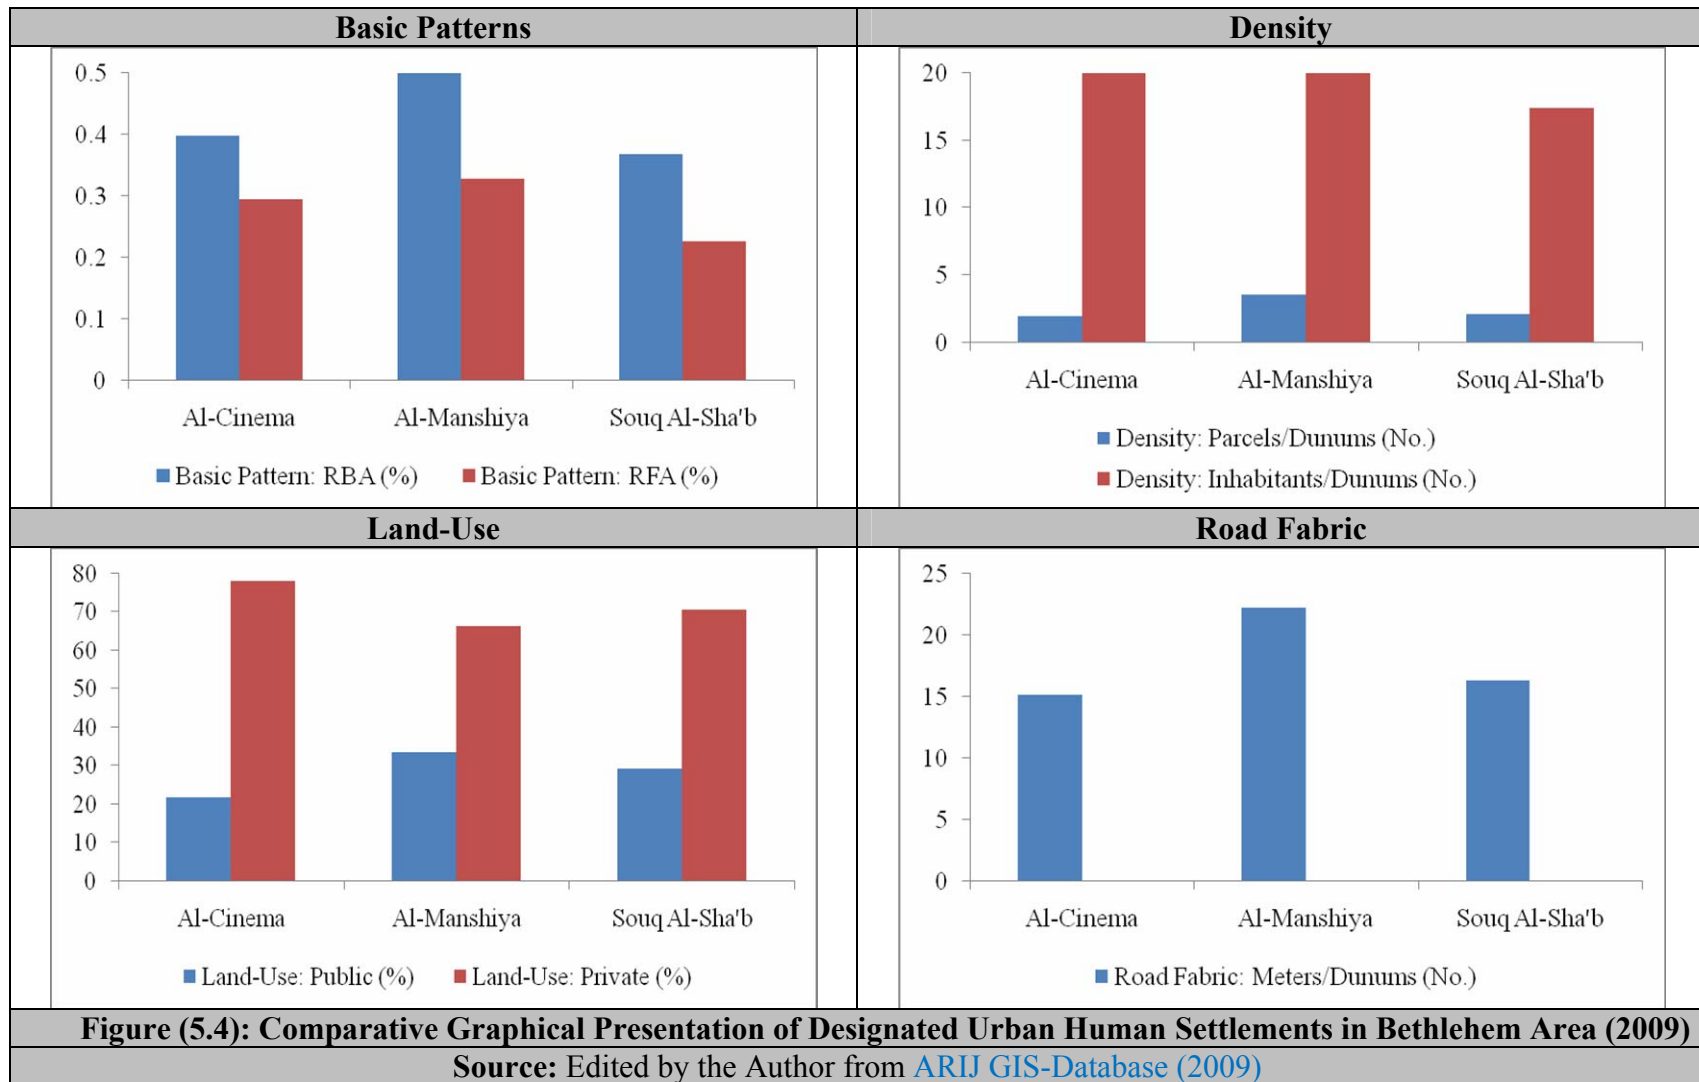 Basic Patterns
Density
0.5
0.4
0.3
0.2
0.1
0
Al-Cinema Al-Manshiya Souq Al-Sha'b
Basic Pattern: RBA (%) Basic Pattern: RFA (%)
20
15
10
5
0
Al-Cinema Al-Manshiya Souq Al-Sha'b
Density: Parcels/Dunums (No.)
Density: Inhabitants/Dunums (No.)
Land-Use
Road Fabric
80
70
60
50
40
30
20
10
0
Al-Cinema Al-Manshiya Souq Al-Sha'b
Land-Use: Public (%) Land-Use: Private (%)
25
20
15
10
5
0
Al-Cinema Al-Manshiya Souq Al-Sha'b
Road Fabric: Meters/Dunums (No.)
Figure (5.4): Comparative Graphical Presentation of Designated Urban Human Settlements in Bethlehem Area (2009)
Source: Edited by the Author from ARIJ GIS-Database (2009)